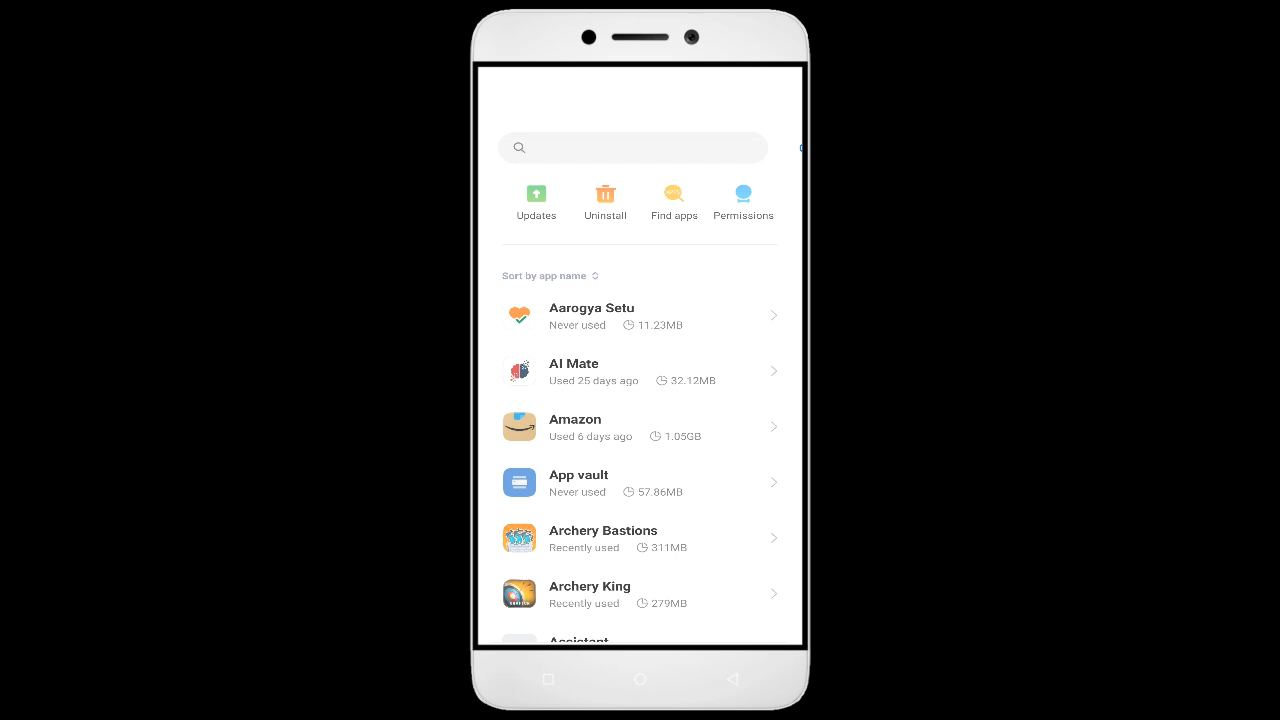 Updates Uninstall Find apps Permissions
Sort by app name
Aarogya Setu
Never used 11.23MB
AI Mate
Used 25 days ago 32.12MB
Amazon
Used 6 days ago 1.05GB
App vault
Never used 57.86MB
Archery Bastions
Recently used 311MB
Archery King
Recently used 279MB
Assistant